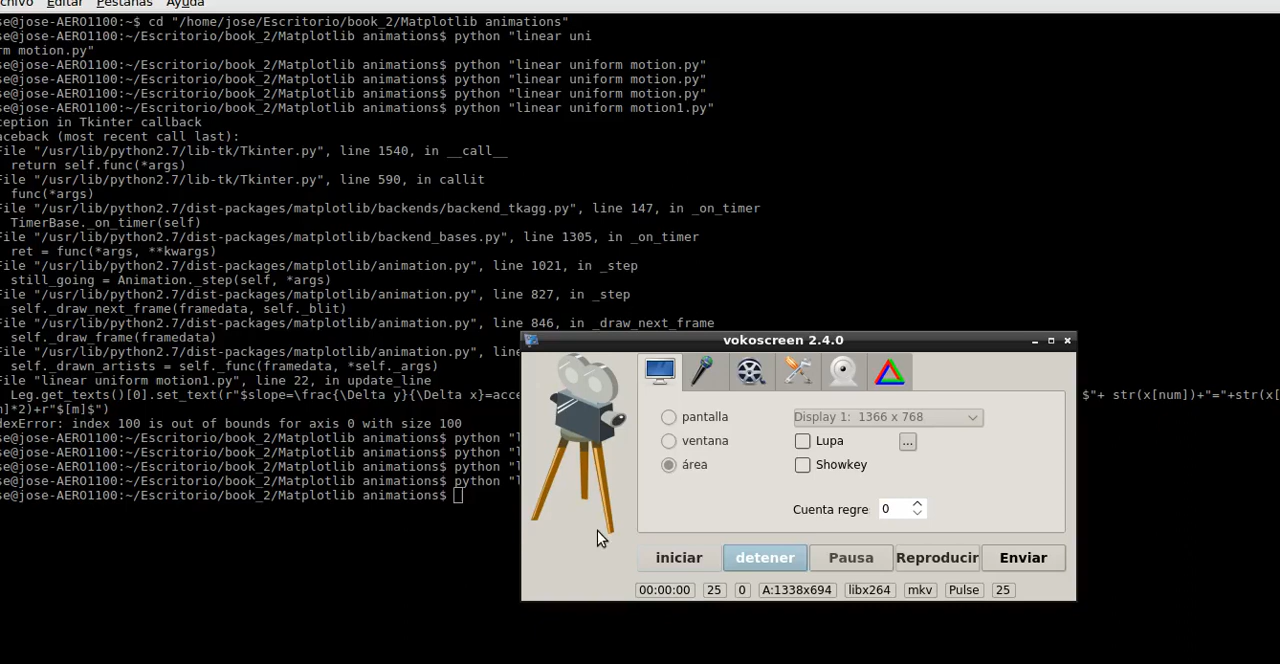 chivo Editar Pestañas Ayuda
se@jose-AERO1100:~$ cd "/home/jose/Escritorio/book_2/Matplotlib animations"
se@jose-AERO1100:~/Escritorio/book_2/Matplotlib animations$ python "linear uni
rm motion.py"
se@jose-AERO1100:~/Escritorio/book_2/Matplotlib animations$ python "linear uniform motion.py"
se@jose-AERO1100:~/Escritorio/book_2/Matplotlib animations$ python "linear uniform motion.py"
se@jose-AERO1100:~/Escritorio/book_2/Matplotlib animations$ python "linear uniform motion.py"
se@jose-AERO1100:~/Escritorio/book_2/Matplotlib animations$ python "linear uniform motion1.py"
ception in Tkinter callback
aceback (most recent call last):
File "/usr/lib/python2.7/lib-tk/Tkinter.py", line 1540, in __call__
return self.func(*args)
File "/usr/lib/python2.7/lib-tk/Tkinter.py", line 590, in callit
func(*args)
File "/usr/lib/python2.7/dist-packages/matplotlib/backends/backend_tkagg.py", line 147, in _on_timer
TimerBase._on_timer(self)
File "/usr/lib/python2.7/dist-packages/matplotlib/backend_bases.py", line 1305, in _on_timer
ret = func(*args, **kwargs)
File "/usr/lib/python2.7/dist-packages/matplotlib/animation.py", line 1021, in _step
still_going = Animation._step(self, *args)
File "/usr/lib/python2.7/dist-packages/matplotlib/animation.py", line 827, in _step
self._draw_next_frame(framedata, self._blit)
File "/usr/lib/python2.7/dist-packages/matplotlib/animation.py", line 846, in _draw_next_frame
self._draw_frame(framedata)
File "/usr/lib/python2.7/dist-packages/matplotlib/animation.py", line
self._drawn_artists = self._func(framedata, *self._args)
File "linear uniform motion1.py", line 22, in update_line
Leg.get_texts()[0].set_text(r"$slope=\frac{\Delta y}{\Delta x}=acce $"+ str(x[num])+"="+str(x[
m]*2)+r"$[m]$")
dexError: index 100 is out of bounds for axis 0 with size 100
se@jose-AERO1100:~/Escritorio/book_2/Matplotlib animations$ python "l
se@jose-AERO1100:~/Escritorio/book_2/Matplotlib animations$ python "l
se@jose-AERO1100:~/Escritorio/book_2/Matplotlib animations$ python "l
se@jose-AERO1100:~/Escritorio/book_2/Matplotlib animations$ python "l
se@jose-AERO1100:~/Escritorio/book_2/Matplotlib animations$
vokoscreen 2.4.0
pantalla Display 1: 1366 x 768
ventana Lupa ...
área Showkey
Cuenta regre 0
iniciar detener Pausa Reproducir Enviar
00:00:00 25 0 A:1338x694 libx264 mkv Pulse 25